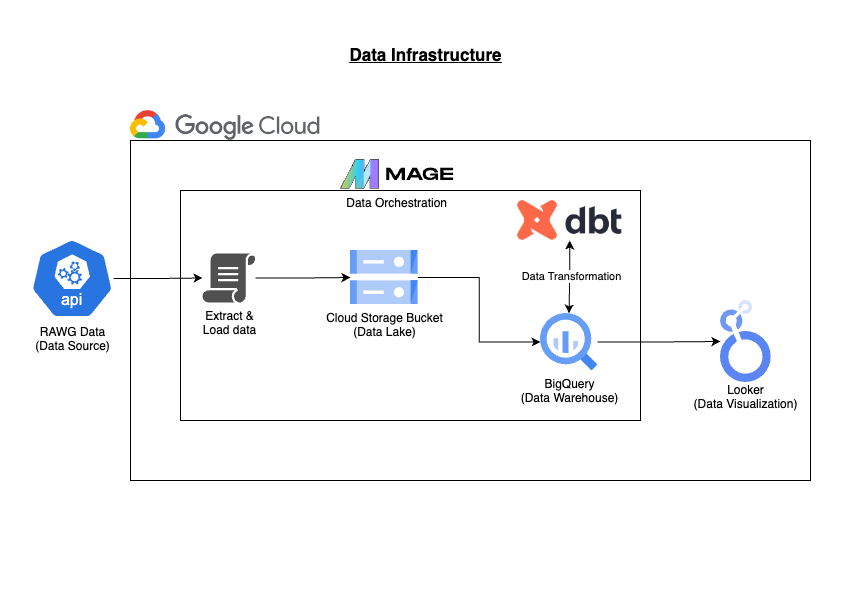 Data Infrastructure
Google Cloud
MAGE
Data Orchestration
dbt
Data Transformation
api
RAWG Data
(Data Source)
Extract &
Load data
Cloud Storage Bucket
(Data Lake)
BigQuery
(Data Warehouse)
Looker
(Data Visualization)